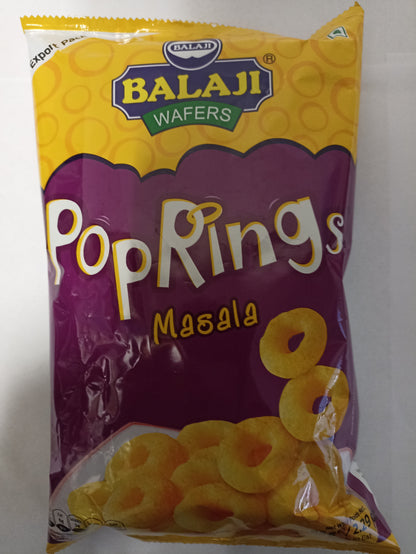 Export Pack
BALAJI
BALAJI®
WAFERS
PopRings
Masala